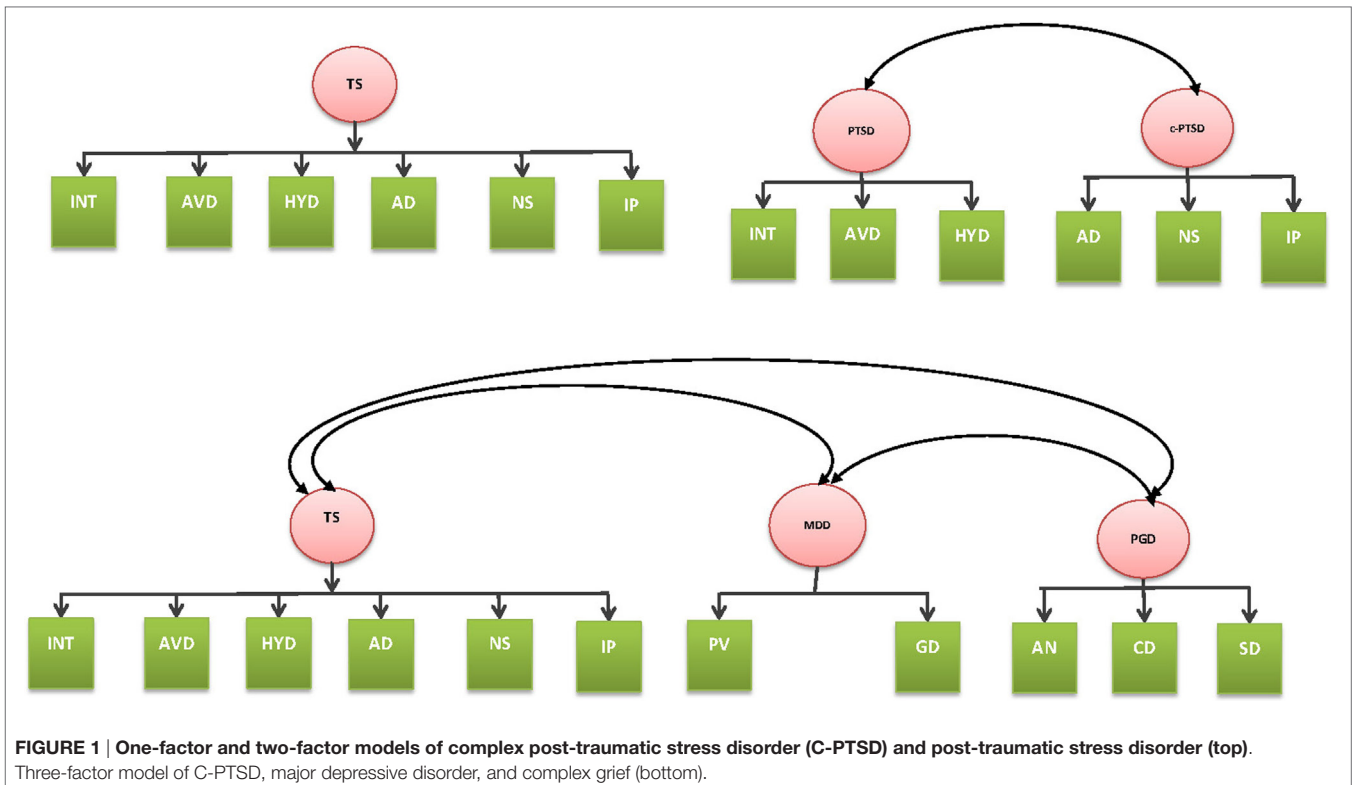 TS
INT AVD HYD AD NS IP
PTSD c-PTSD
INT AVD HYD AD NS IP
TS MDD PGD
INT AVD HYD AD NS IP PV GD AN CD SD
FIGURE 1 | One-factor and two-factor models of complex post-traumatic stress disorder (C-PTSD) and post-traumatic stress disorder (top).
Three-factor model of C-PTSD, major depressive disorder, and complex grief (bottom).